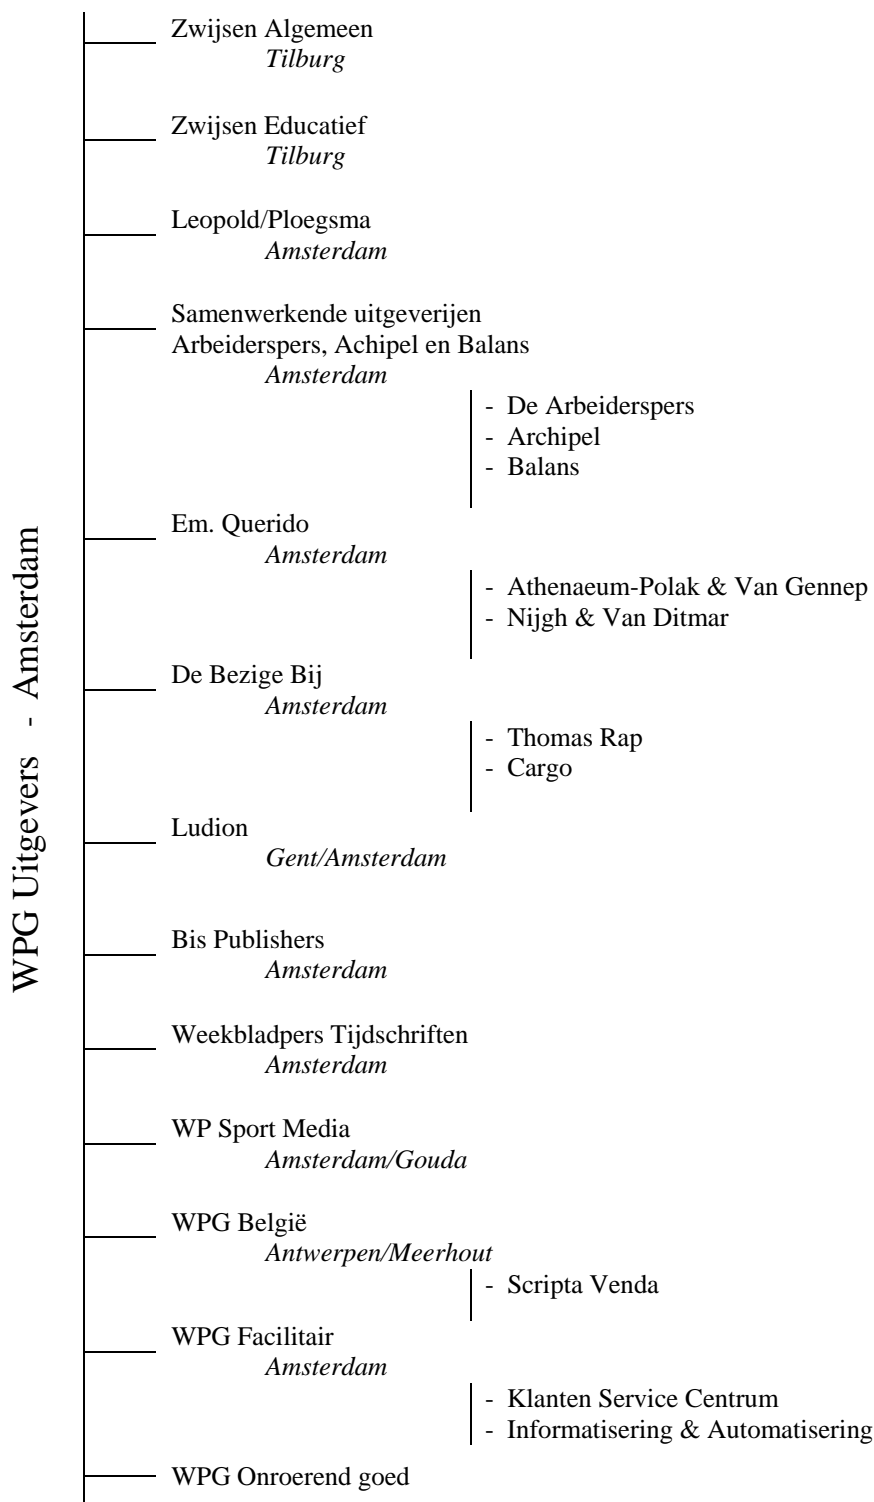 WPG Uitgevers - Amsterdam
Zwijsen Algemeen
Tilburg
Zwijsen Educatief
Tilburg
Leopold/Ploegsma
Amsterdam
Samenwerkende uitgeverijen
Arbeiderspers, Achipel en Balans
Amsterdam
- De Arbeiderspers
- Archipel
- Balans
Em. Querido
Amsterdam
- Athenaeum-Polak & Van Gennep
- Nijgh & Van Ditmar
De Bezige Bij
Amsterdam
- Thomas Rap
- Cargo
Ludion
Gent/Amsterdam
Bis Publishers
Amsterdam
Weekbladpers Tijdschriften
Amsterdam
WP Sport Media
Amsterdam/Gouda
WPG België
Antwerpen/Meerhout
- Scripta Venda
WPG Facilitair
Amsterdam
- Klanten Service Centrum
- Informatisering & Automatisering
WPG Onroerend goed